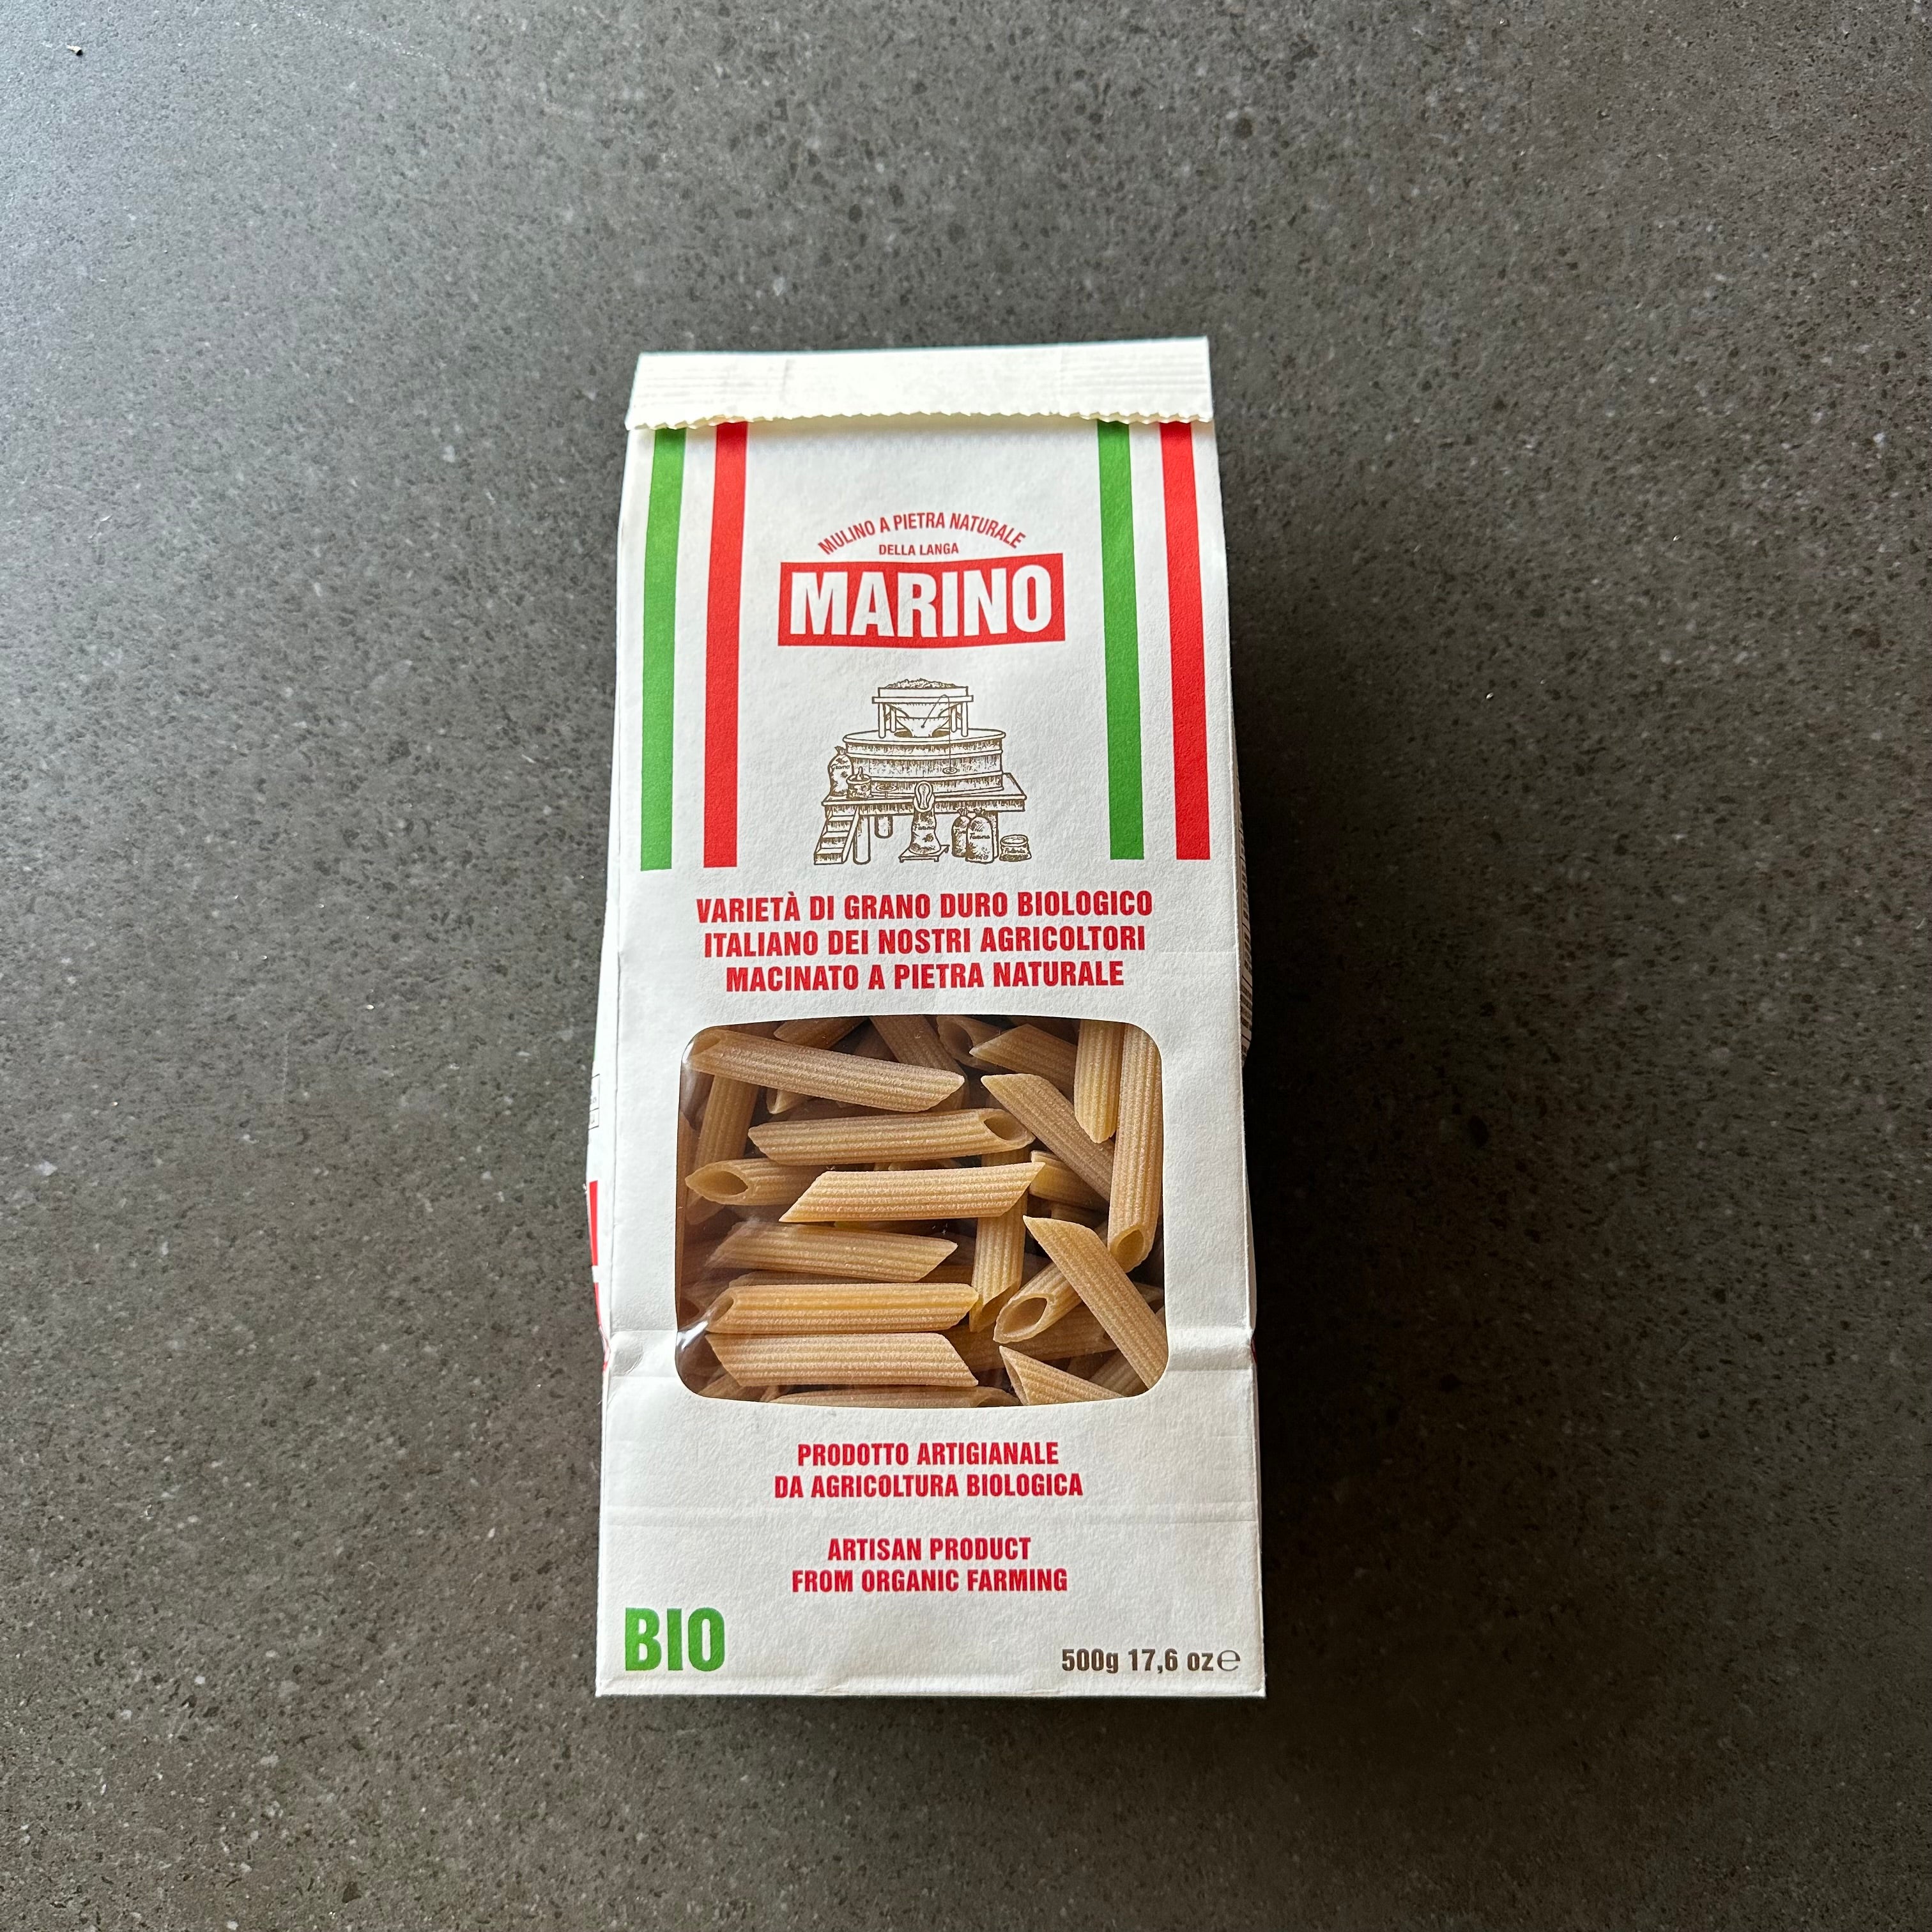 MULINO A PIETRA NATURALE
DELLA LANGA
MARINO
VARIETÀ DI GRANO DURO BIOLOGICO
ITALIANO DEI NOSTRI AGRICOLTORI
MACINATO A PIETRA NATURALE
PRODOTTO ARTIGIANALE
DA AGRICOLTURA BIOLOGICA
ARTISAN PRODUCT
FROM ORGANIC FARMING
BIO
500g 17,6 oz ℮